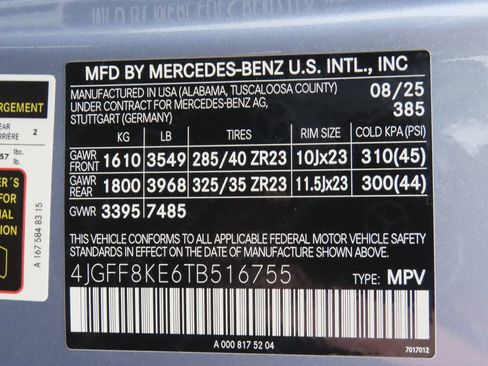 MFD BY MERCEDES-BENZ U.S. INTL., INC
MANUFACTURED IN USA (ALABAMA, TUSCALOOSA COUNTY) 08/25
UNDER CONTRACT FOR MERCEDES-BENZ AG, 385
STUTTGART (GERMANY)
KG LB TIRES RIM SIZE COLD KPA (PSI)
GAWR FRONT 1610 3549 285/40 ZR23 10Jx23 310(45)
GAWR REAR 1800 3968 325/35 ZR23 11.5Jx23 300(44)
GVWR 3395 7485
THIS VEHICLE CONFORMS TO ALL APPLICABLE FEDERAL MOTOR VEHICLE SAFETY
STANDARDS IN EFFECT ON THE DATE OF MANUFACTURE SHOWN ABOVE.
4JGFF8KE6TB516755 TYPE: MPV
A 000 817 52 04
7017012
ARGEMENT
2
lbs.
lb.
A 167 584 83 15